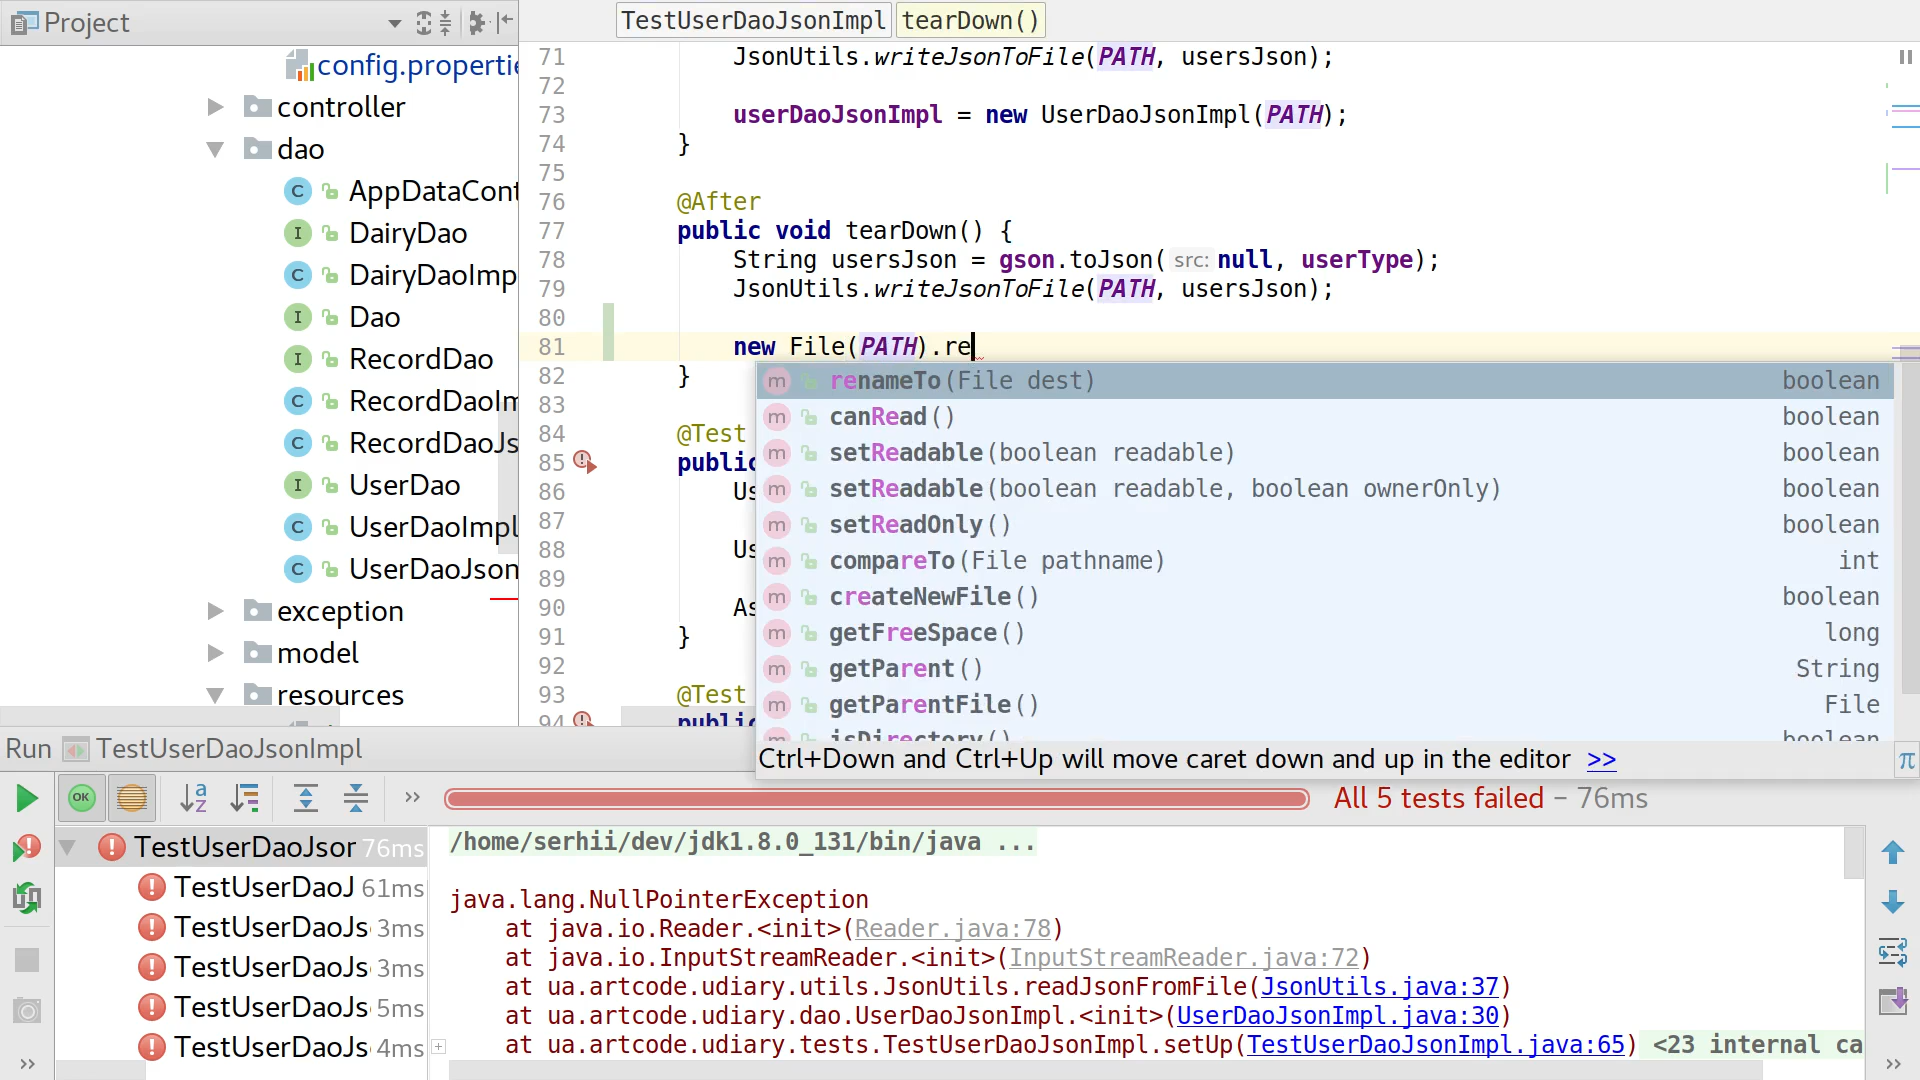 Project
TestUserDaoJsonImpl tearDown()
config.propertie
controller
dao
AppDataCont
DairyDao
DairyDaoImp
Dao
RecordDao
RecordDaoIm
RecordDaoJs
UserDao
UserDaoImpl
UserDaoJson
exception
model
resources
71 JsonUtils.writeJsonToFile(PATH, usersJson);
72
73 userDaoJsonImpl = new UserDaoJsonImpl(PATH);
74 }
75
76 @After
77 public void tearDown() {
78 String usersJson = gson.toJson( src: null, userType);
79 JsonUtils.writeJsonToFile(PATH, usersJson);
80
81 new File(PATH).re
82 }
83
84 @Test
85 public
86 Us
87
88 Us
89
90 As
91 }
92
93 @Test
94 public
m renameTo(File dest) boolean
m canRead() boolean
m setReadable(boolean readable) boolean
m setReadable(boolean readable, boolean ownerOnly) boolean
m setReadOnly() boolean
m compareTo(File pathname) int
m createNewFile() boolean
m getFreeSpace() long
m getParent() String
m getParentFile() File
m isDirectory() boolean
Ctrl+Down and Ctrl+Up will move caret down and up in the editor >> π
Run TestUserDaoJsonImpl
OK >> All 5 tests failed – 76ms
TestUserDaoJsor 76ms
TestUserDaoJ 61ms
TestUserDaoJs 3ms
TestUserDaoJs 3ms
TestUserDaoJs 5ms
TestUserDaoJs 4ms
/home/serhii/dev/jdk1.8.0_131/bin/java ...
java.lang.NullPointerException
at java.io.Reader.<init>(Reader.java:78)
at java.io.InputStreamReader.<init>(InputStreamReader.java:72)
at ua.artcode.udiary.utils.JsonUtils.readJsonFromFile(JsonUtils.java:37)
at ua.artcode.udiary.dao.UserDaoJsonImpl.<init>(UserDaoJsonImpl.java:30)
at ua.artcode.udiary.tests.TestUserDaoJsonImpl.setUp(TestUserDaoJsonImpl.java:65) <23 internal ca